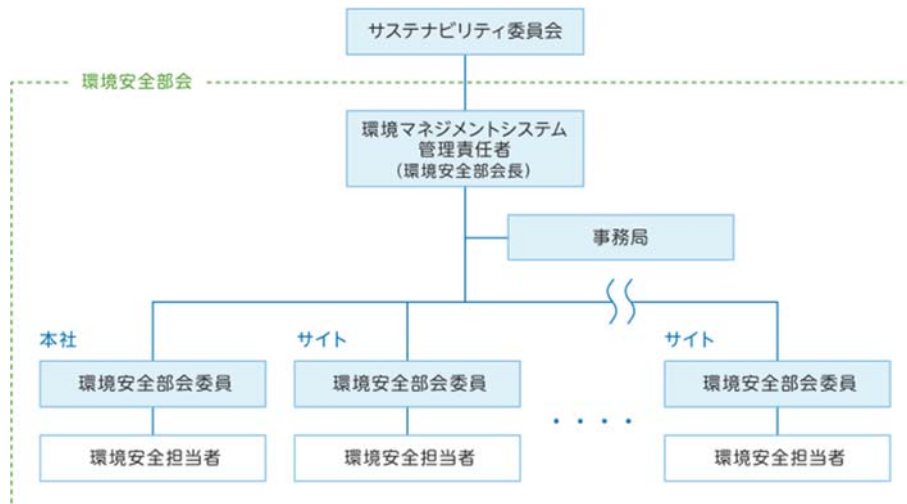 サステナビリティ委員会
環境安全部会
環境マネジメントシステム
管理責任者
(環境安全部会長)
事務局
本社
サイト
サイト
環境安全部会委員
環境安全部会委員
環境安全部会委員
環境安全担当者
環境安全担当者
環境安全担当者